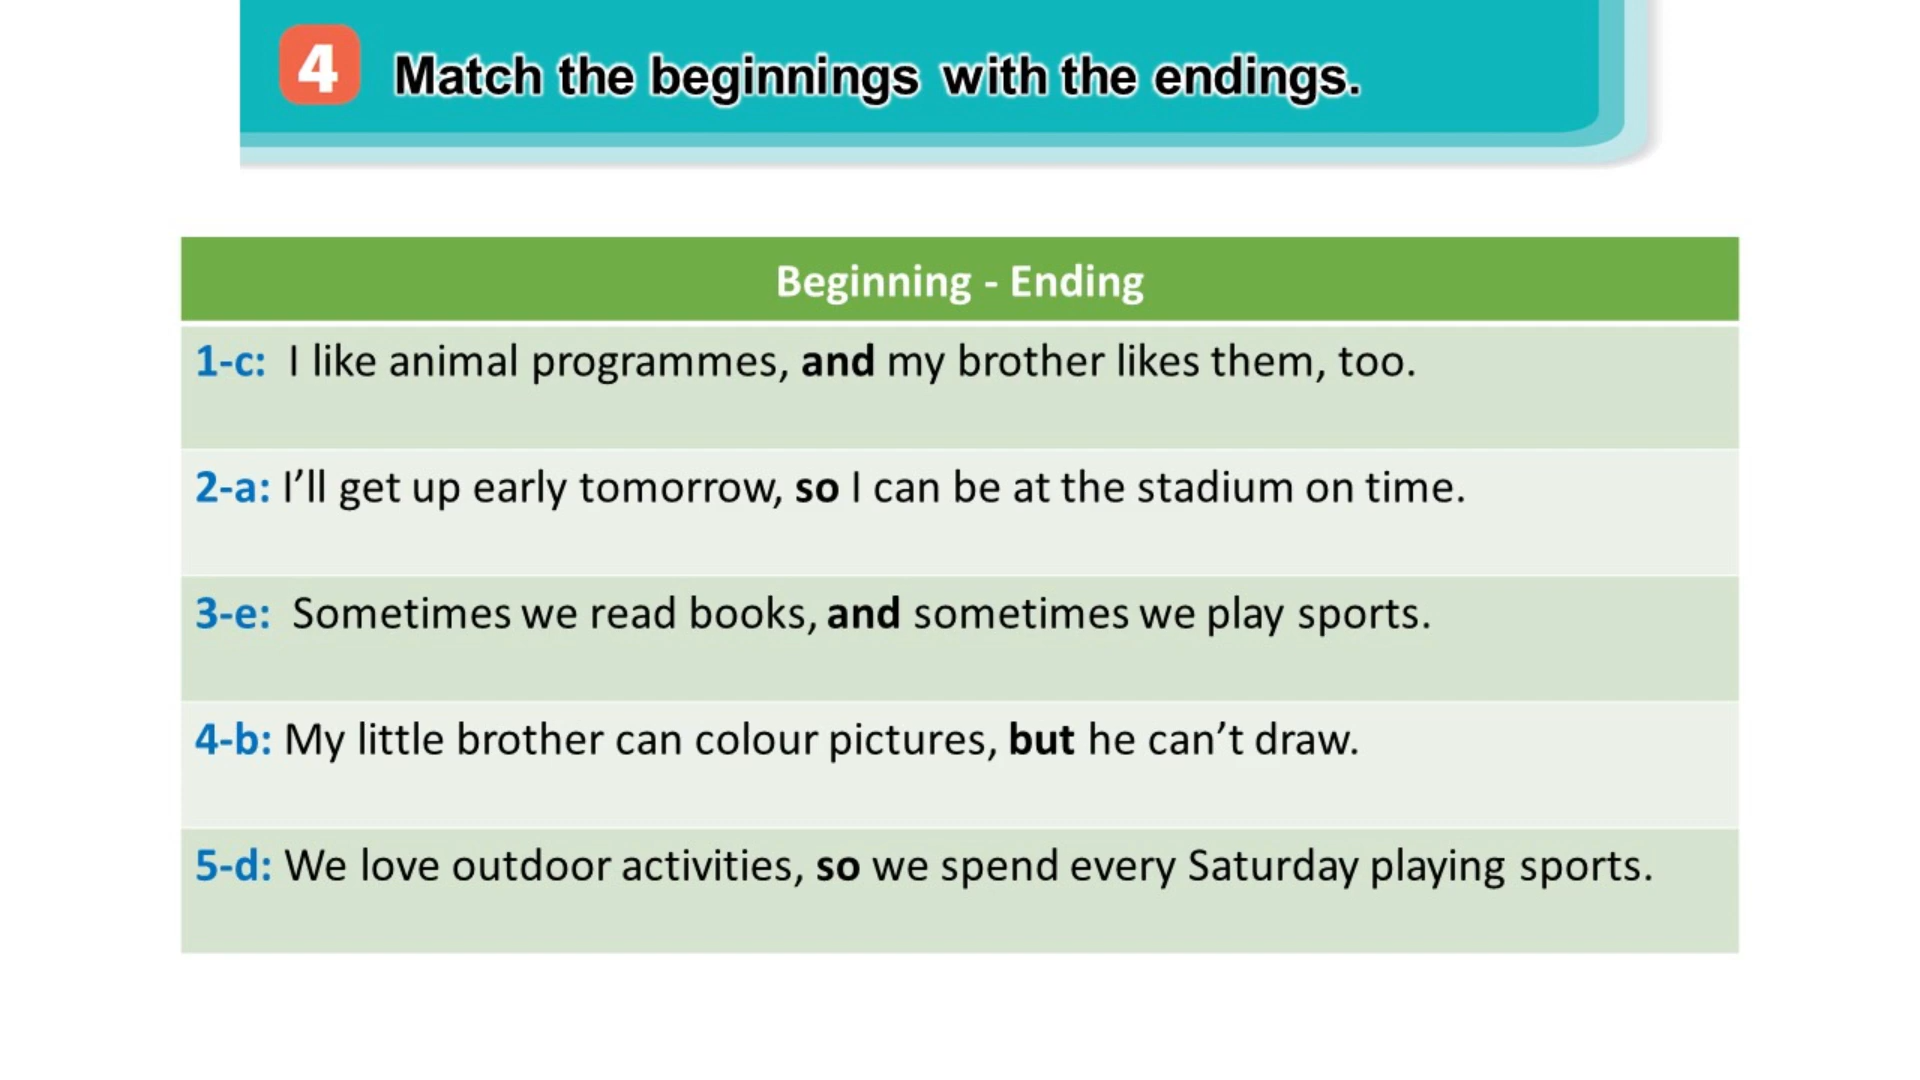 4 Match the beginnings with the endings.
Beginning - Ending
1-c: I like animal programmes, and my brother likes them, too.
2-a: I’ll get up early tomorrow, so I can be at the stadium on time.
3-e: Sometimes we read books, and sometimes we play sports.
4-b: My little brother can colour pictures, but he can’t draw.
5-d: We love outdoor activities, so we spend every Saturday playing sports.